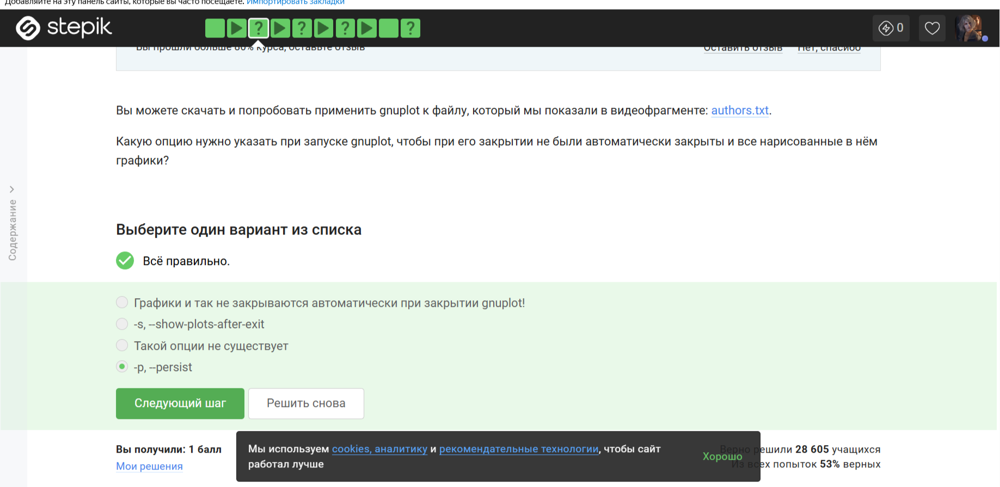 Добавляйте на эту панель сайты, которые вы часто посещаете. Импортировать закладки
stepik
? ? ? ?
0
Вы прошли больше 80% курса, оставьте отзыв
Оставить отзыв Нет, спасибо
Вы можете скачать и попробовать применить gnuplot к файлу, который мы показали в видеофрагменте: authors.txt.
Какую опцию нужно указать при запуске gnuplot, чтобы при его закрытии не были автоматически закрыты и все нарисованные в нём
графики?
Содержание
Выберите один вариант из списка
Всё правильно.
Графики и так не закрываются автоматически при закрытии gnuplot!
-s, --show-plots-after-exit
Такой опции не существует
-p, --persist
Следующий шаг Решить снова
Вы получили: 1 балл
Мои решения
Мы используем cookies, аналитику и рекомендательные технологии, чтобы сайт
работал лучше
Хорошо
Верно решили 28 605 учащихся
Из всех попыток 53% верных